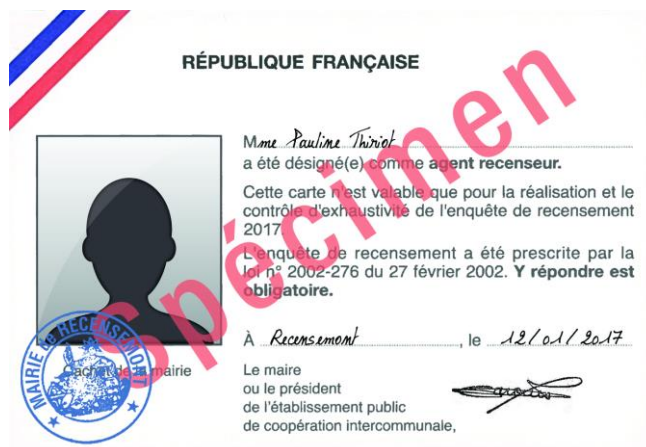 RÉPUBLIQUE FRANÇAISE
Spécimen
Mme Pauline Thiriot
a été désigné(e) comme agent recenseur.
Cette carte n'est valable que pour la réalisation et le
contrôle d'exhaustivité de l'enquête de recensement
2017.
L'enquête de recensement a été prescrite par la
loi nº 2002-276 du 27 février 2002. Y répondre est
obligatoire.
À Recensemont, le 12/01/2017
Cachet de la mairie
MAIRIE de RECENSEMONT
Le maire
ou le président
de l'établissement public
de coopération intercommunale,